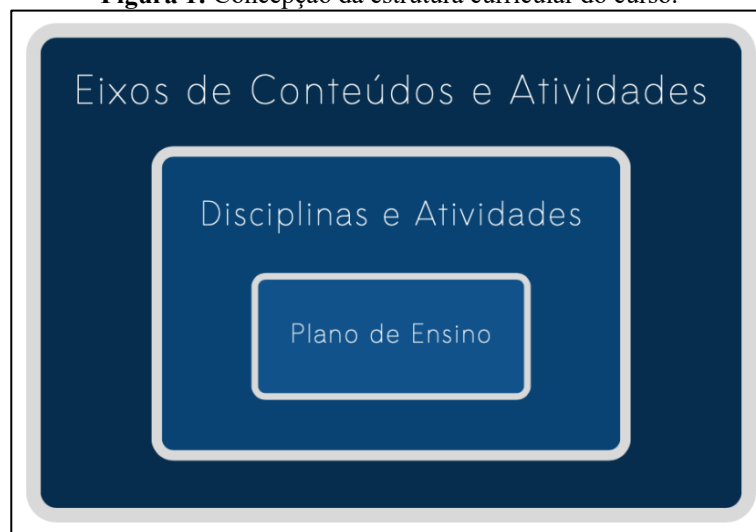 Figura 1. Concepção da estrutura curricular do curso.
Eixos de Conteúdos e Atividades
Disciplinas e Atividades
Plano de Ensino